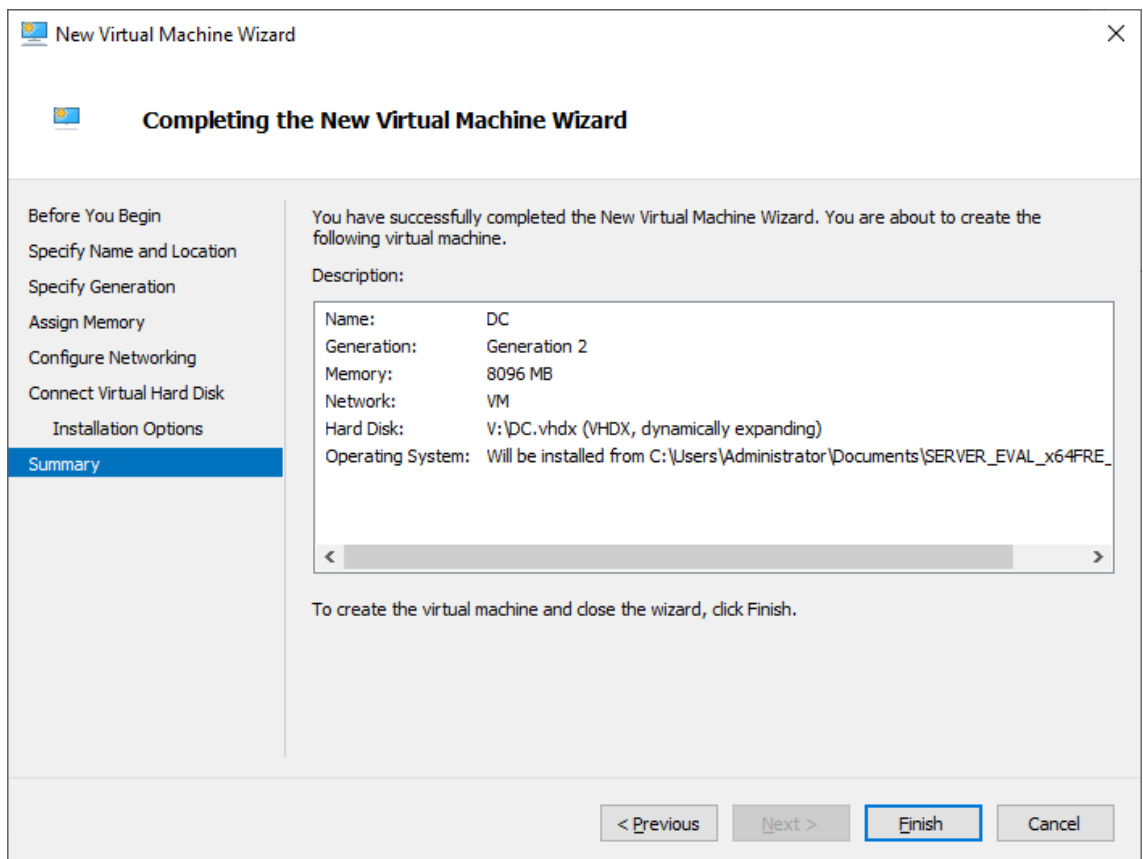 New Virtual Machine Wizard
Completing the New Virtual Machine Wizard
Before You Begin
Specify Name and Location
Specify Generation
Assign Memory
Configure Networking
Connect Virtual Hard Disk
Installation Options
Summary
You have successfully completed the New Virtual Machine Wizard. You are about to create the
following virtual machine.
Description:
Name: DC
Generation: Generation 2
Memory: 8096 MB
Network: VM
Hard Disk: V:\DC.vhdx (VHDX, dynamically expanding)
Operating System: Will be installed from C:\Users\Administrator\Documents\SERVER_EVAL_x64FRE_
To create the virtual machine and close the wizard, click Finish.
< Previous Next > Finish Cancel